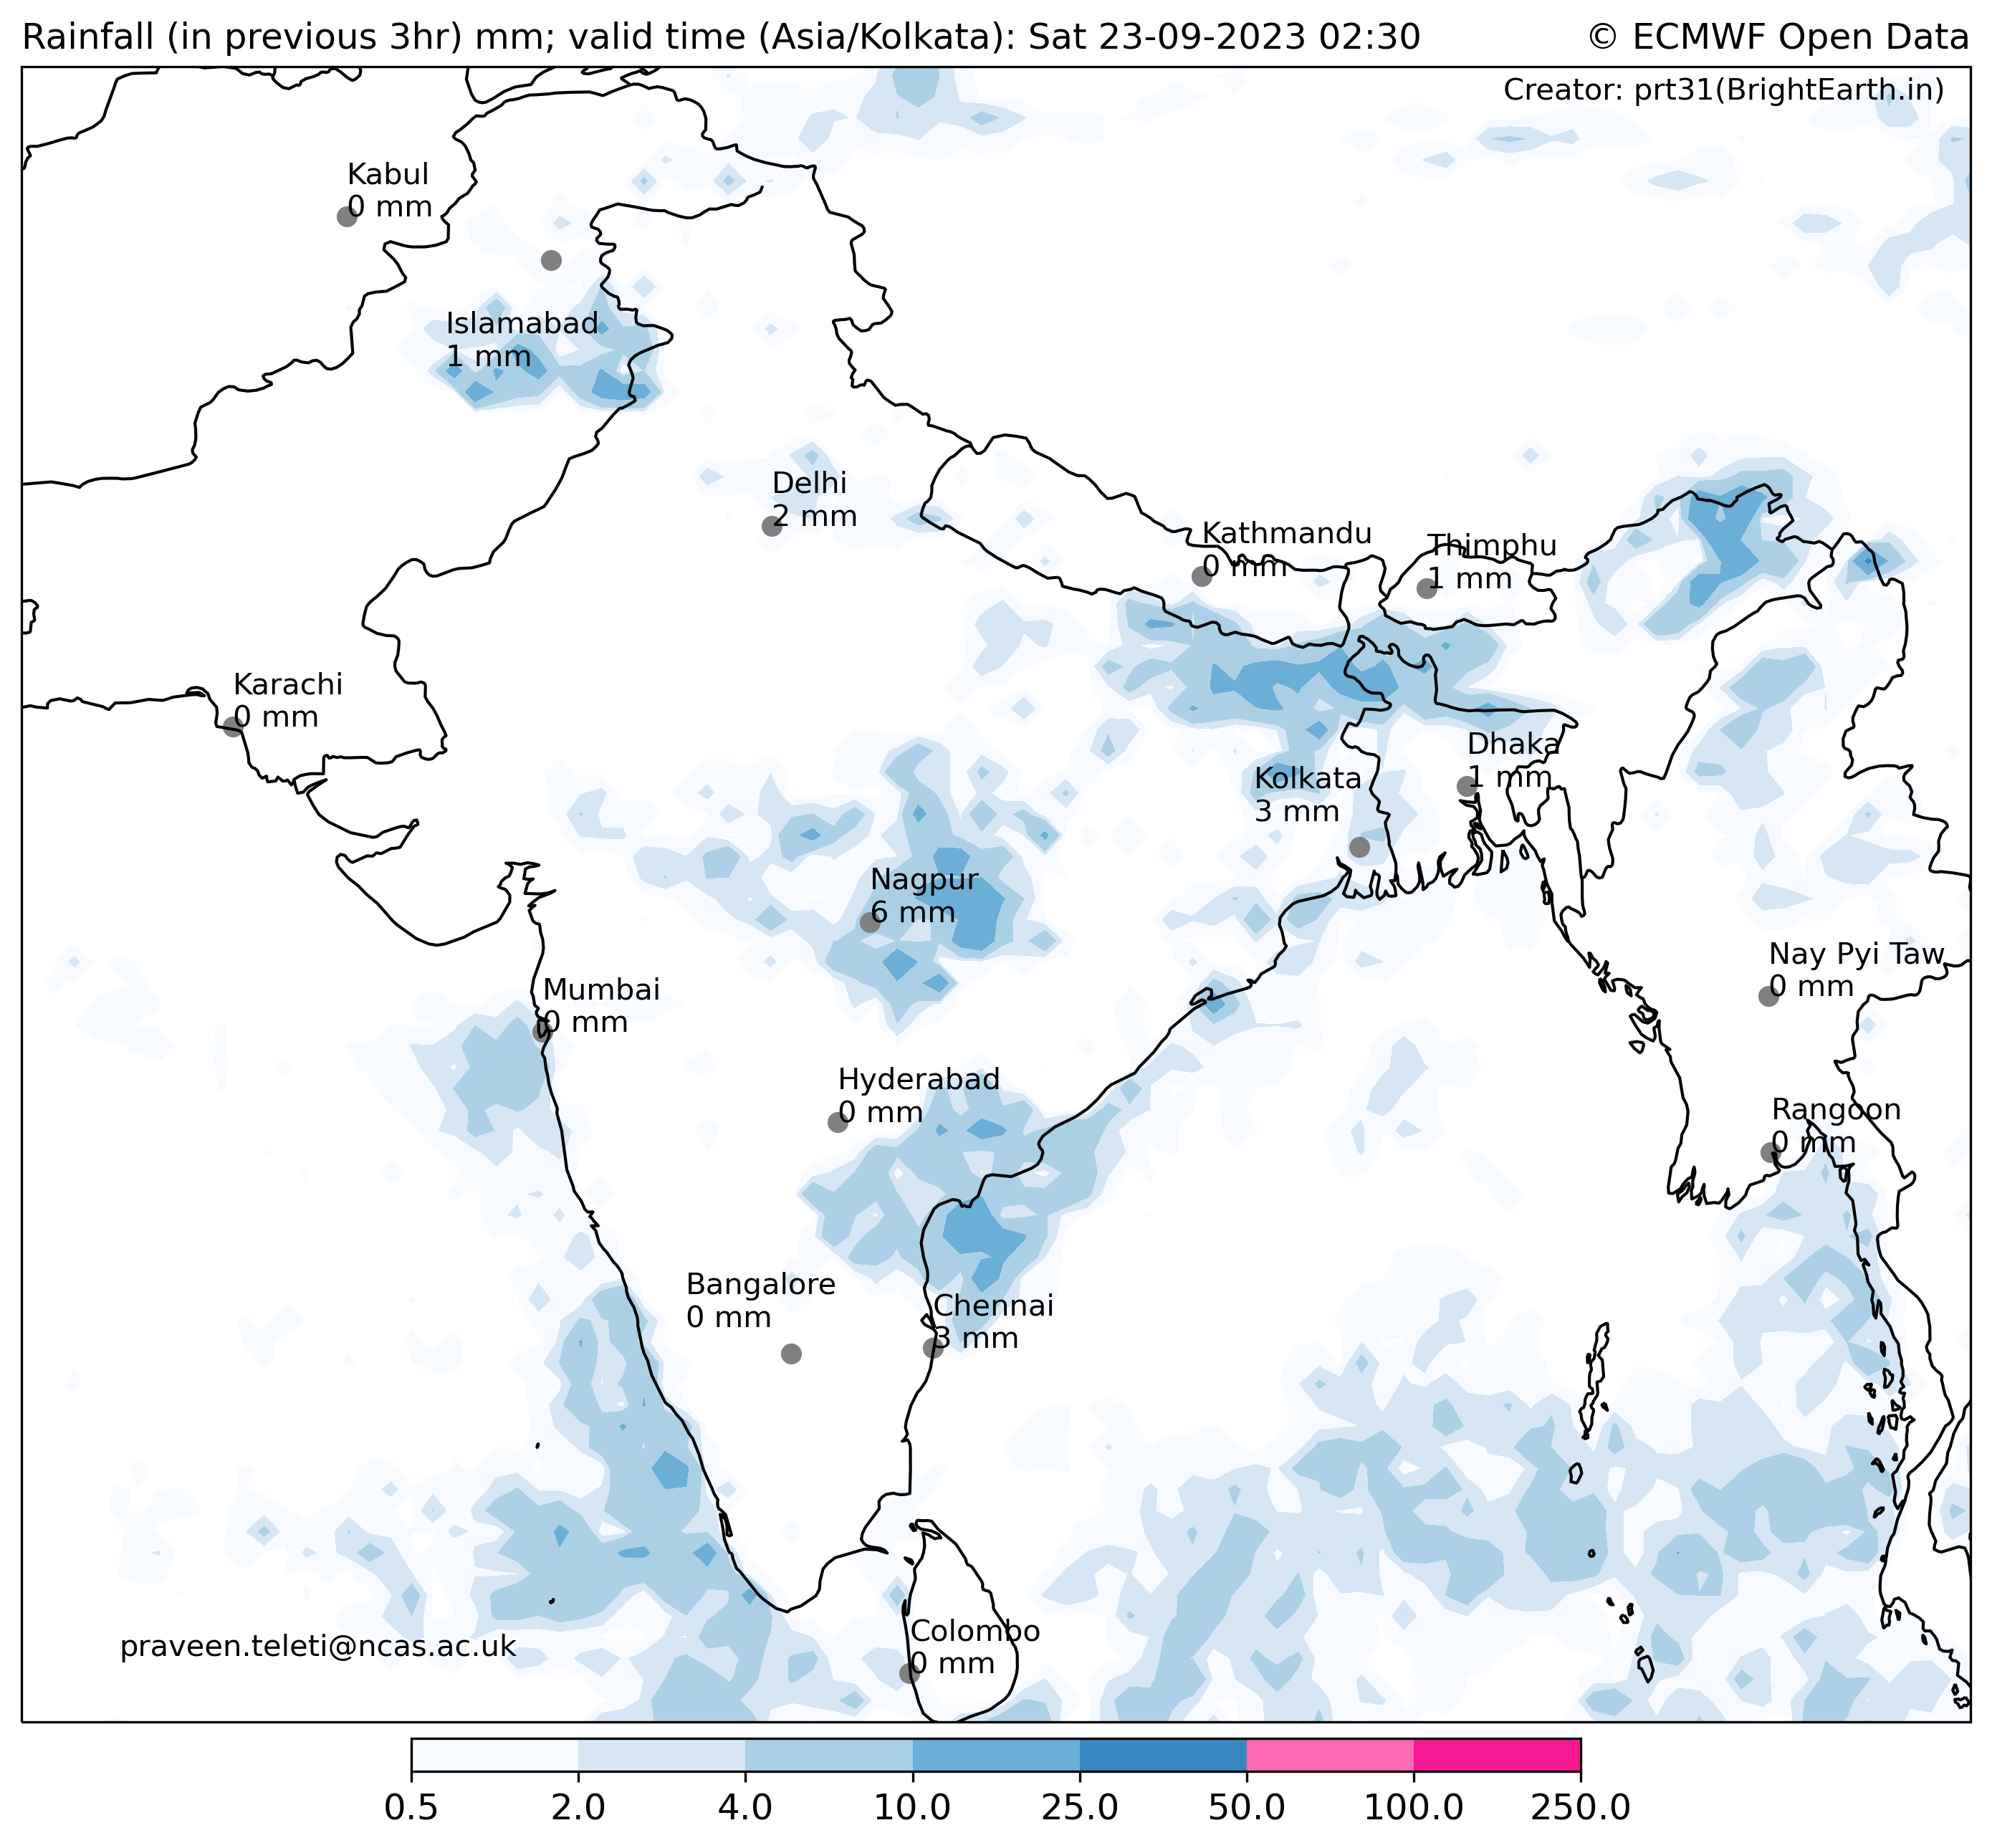 Rainfall (in previous 3hr) mm; valid time (Asia/Kolkata): Sat 23-09-2023 02:30
© ECMWF Open Data
Creator: prt31(BrightEarth.in)
Kabul
0 mm
Islamabad
1 mm
Delhi
2 mm
Kathmandu
0 mm
Thimphu
1 mm
Karachi
0 mm
Dhaka
1 mm
Kolkata
3 mm
Nagpur
6 mm
Nay Pyi Taw
0 mm
Mumbai
0 mm
Hyderabad
0 mm
Rangoon
0 mm
Bangalore
0 mm
Chennai
3 mm
Colombo
0 mm
praveen.teleti@ncas.ac.uk
0.5 2.0 4.0 10.0 25.0 50.0 100.0 250.0